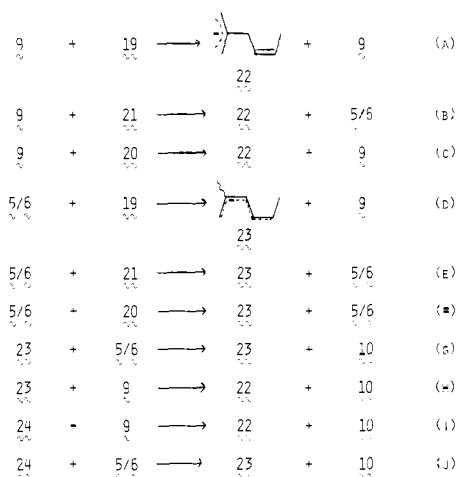 9 + 19 ⟶ + 9 (A)
22
9 + 21 ⟶ 22 + 5/6 (B)
9 + 20 ⟶ 22 + 9 (C)
5/6 + 19 ⟶ + 9 (D)
23
5/6 + 21 ⟶ 23 + 5/6 (E)
5/6 + 20 ⟶ 23 + 5/6
23 + 5/6 ⟶ 23 + 10 (G)
23 + 9 ⟶ 22 + 10
24 - 9 ⟶ 22 + 10 (I)
24 + 5/6 ⟶ 23 + 10 (J)